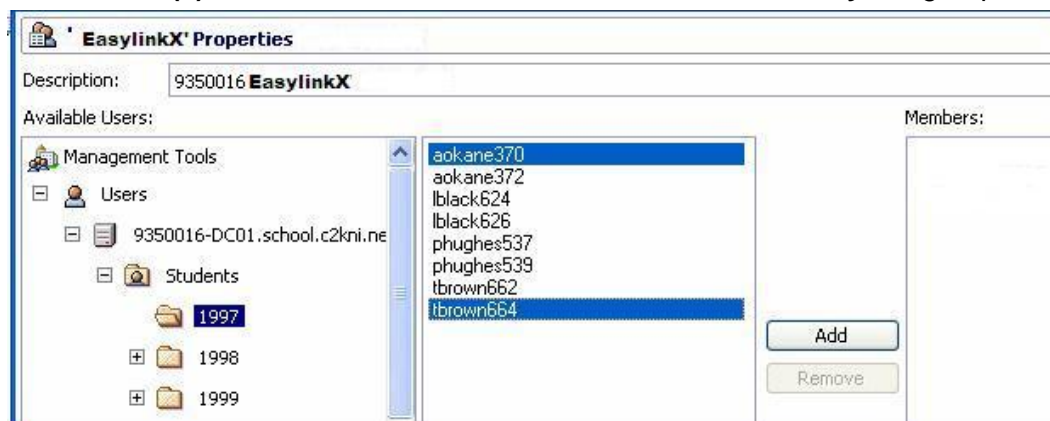 ' EasylinkX' Properties
Description: 9350016 EasylinkX
Available Users:
Members:
Management Tools
Users
9350016-DC01.school.c2kni.ne
Students
1997
1998
1999
aokane370
aokane372
lblack624
lblack626
phughes537
phughes539
tbrown662
tbrown664
Add
Remove